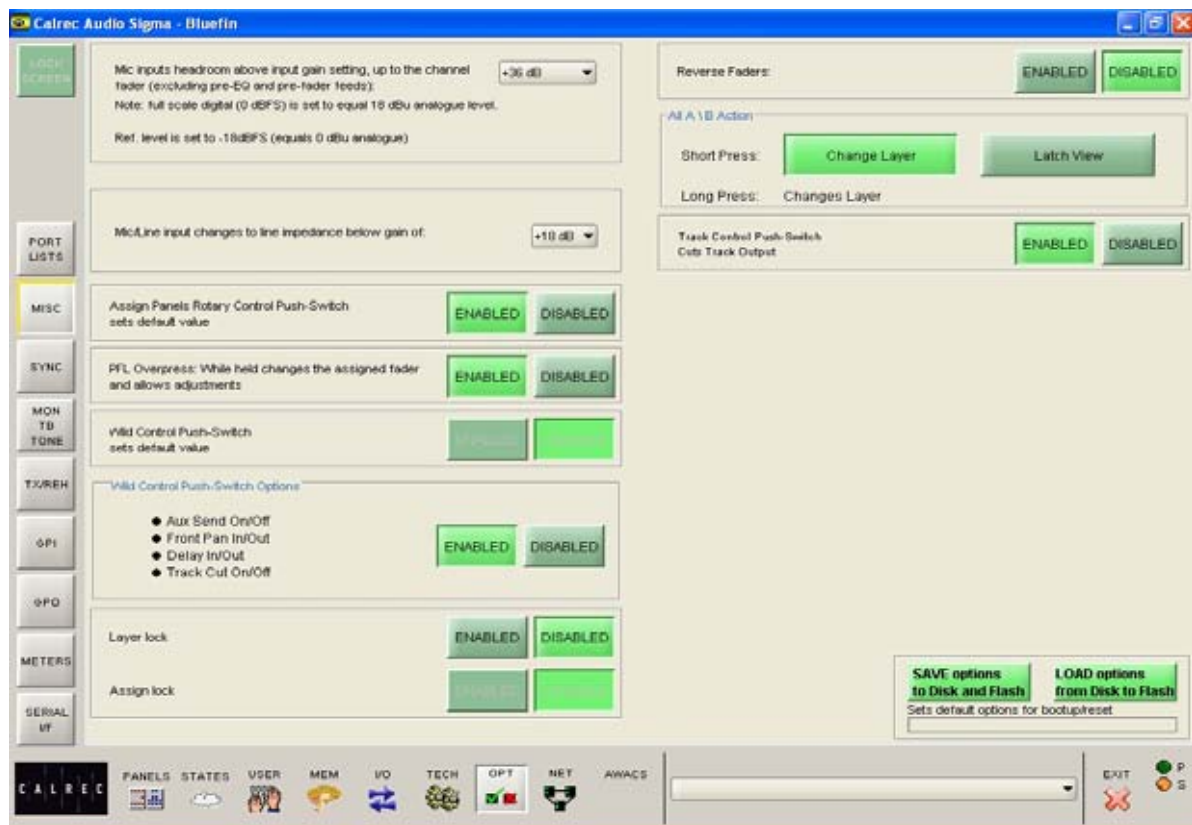 Calrec Audio Sigma - Bluefin
LOCK
SCREEN
Mic inputs headroom above input gain setting, up to the channel
fader (excluding pre-EQ and pre-fader feeds):
+36 dB
Note: full scale digital (0 dBFS) is set to equal 18 dBu analogue level.
Ref. level is set to -18dBFS (equals 0 dBu analogue)
Mic/Line input changes to line impedance below gain of:
+18 dB
Assign Panels Rotary Control Push-Switch
sets default value
ENABLED
DISABLED
PFL Overpress: While held changes the assigned fader
and allows adjustments
ENABLED
DISABLED
Wild Control Push-Switch
sets default value
Wild Control Push-Switch Options
● Aux Send On/Off
● Front Pan In/Out
● Delay In/Out
● Track Cut On/Off
ENABLED
DISABLED
Layer lock
ENABLED
DISABLED
Assign lock
ENABLED
Reverse Faders:
ENABLED
DISABLED
All A \ B Action
Short Press:
Change Layer
Latch View
Long Press:
Changes Layer
Track Control Push-Switch
Cuts Track Output
ENABLED
DISABLED
SAVE options
to Disk and Flash
LOAD options
from Disk to Flash
Sets default options for bootup/reset
PORT
LISTS
MISC
SYNC
MON
TB
TONE
TX/REH
GPI
GPO
METERS
SERIAL
I/F
CALREC
PANELS
STATES
USER
MEM
I/O
TECH
OPT
NET
AWACS
EXIT
P
S